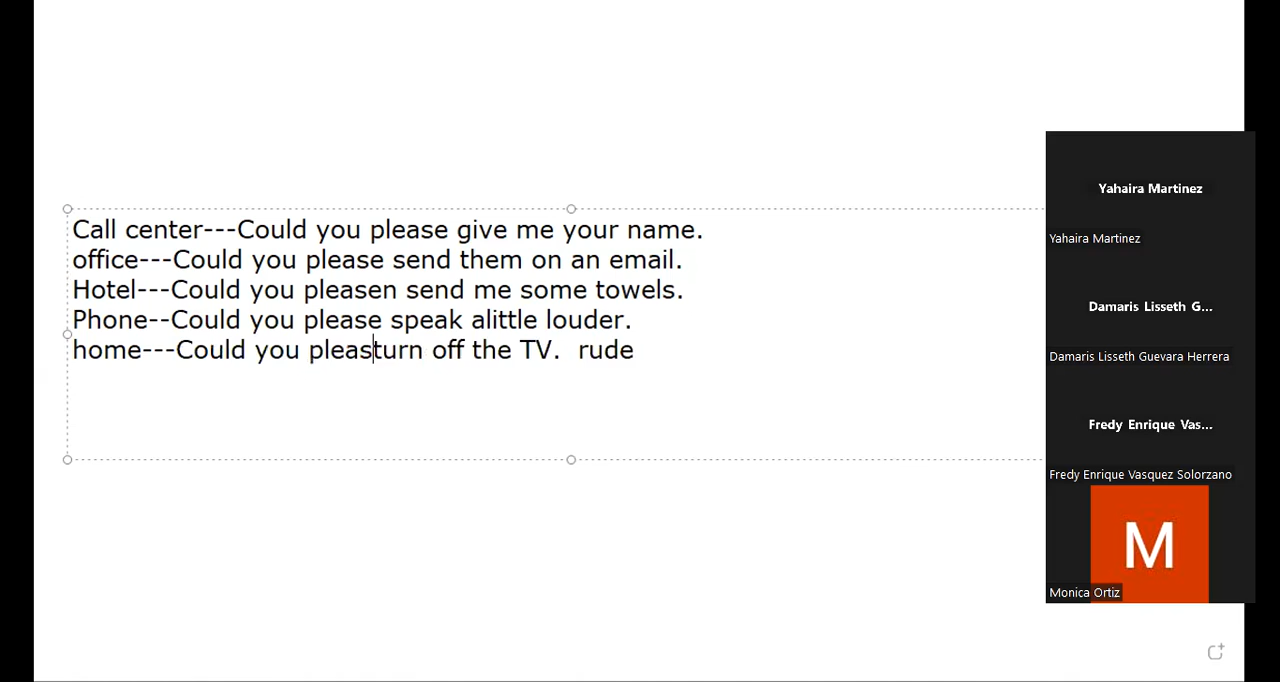 Call center---Could you please give me your name.
office---Could you please send them on an email.
Hotel---Could you pleasen send me some towels.
Phone--Could you please speak alittle louder.
home---Could you pleasturn off the TV.  rude
Yahaira Martinez
Yahaira Martinez
Damaris Lisseth G...
Damaris Lisseth Guevara Herrera
Fredy Enrique Vas...
Fredy Enrique Vasquez Solorzano
M
Monica Ortiz